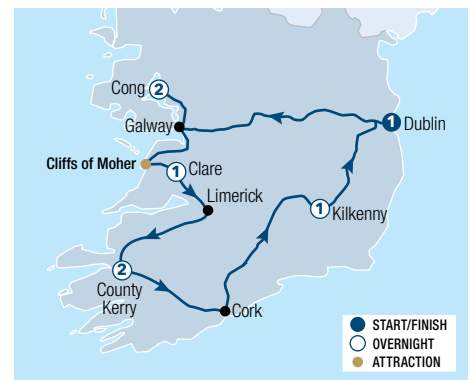 Cong 2
Galway
1 Dublin
Cliffs of Moher
1 Clare
Limerick
1 Kilkenny
2
County
Kerry
Cork
START/FINISH
OVERNIGHT
ATTRACTION